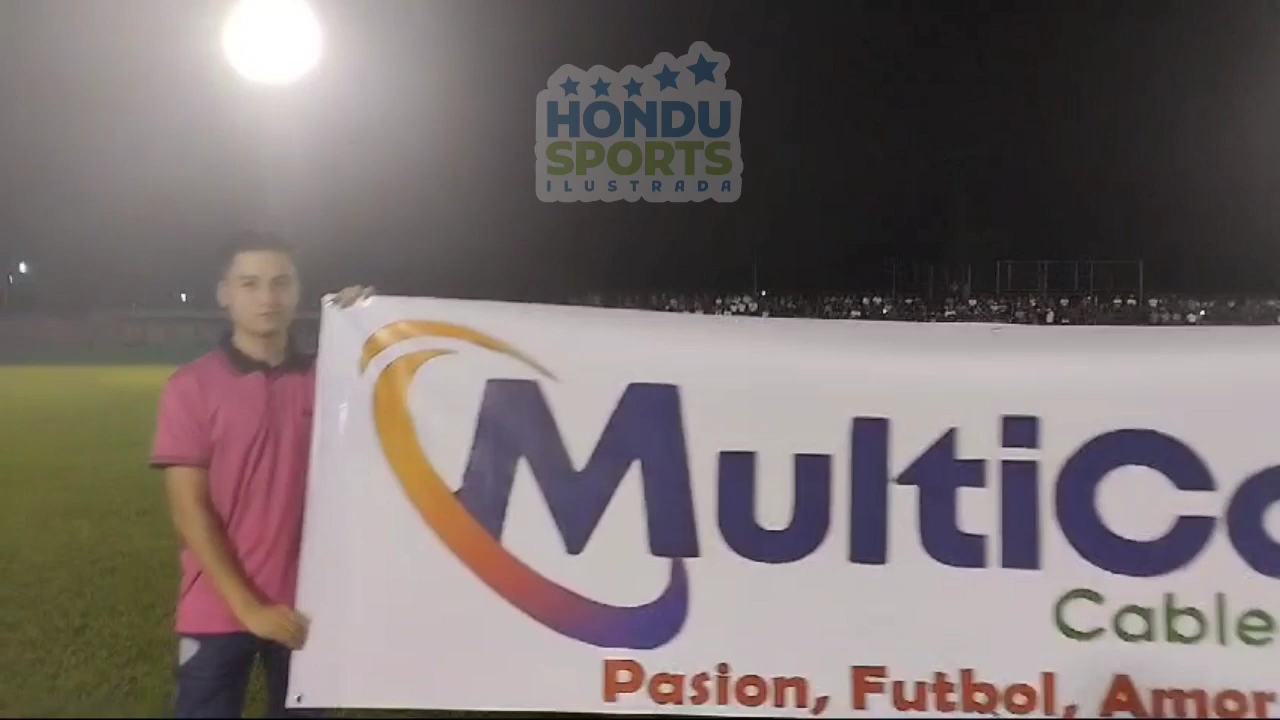 HONDU
SPORTS
ILUSTRADA
MultiC
Cable
Pasion, Futbol, Amor